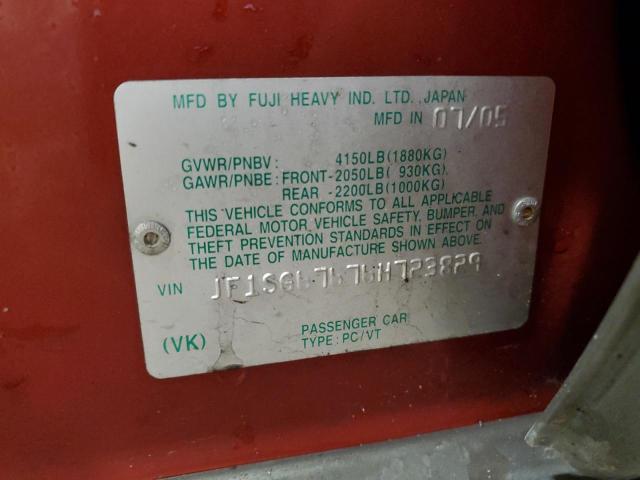 MFD BY FUJI HEAVY IND. LTD. JAPAN
MFD IN 07/05
GVWR/PNBV: 4150LB(1880KG)
GAWR/PNBE: FRONT-2050LB( 930KG)
REAR -2200LB(1000KG)
THIS VEHICLE CONFORMS TO ALL APPLICABLE
FEDERAL MOTOR VEHICLE SAFETY, BUMPER, AND
THEFT PREVENTION STANDARDS IN EFFECT ON
THE DATE OF MANUFACTURE SHOWN ABOVE.
VIN
PASSENGER CAR
(VK) TYPE: PC/VT